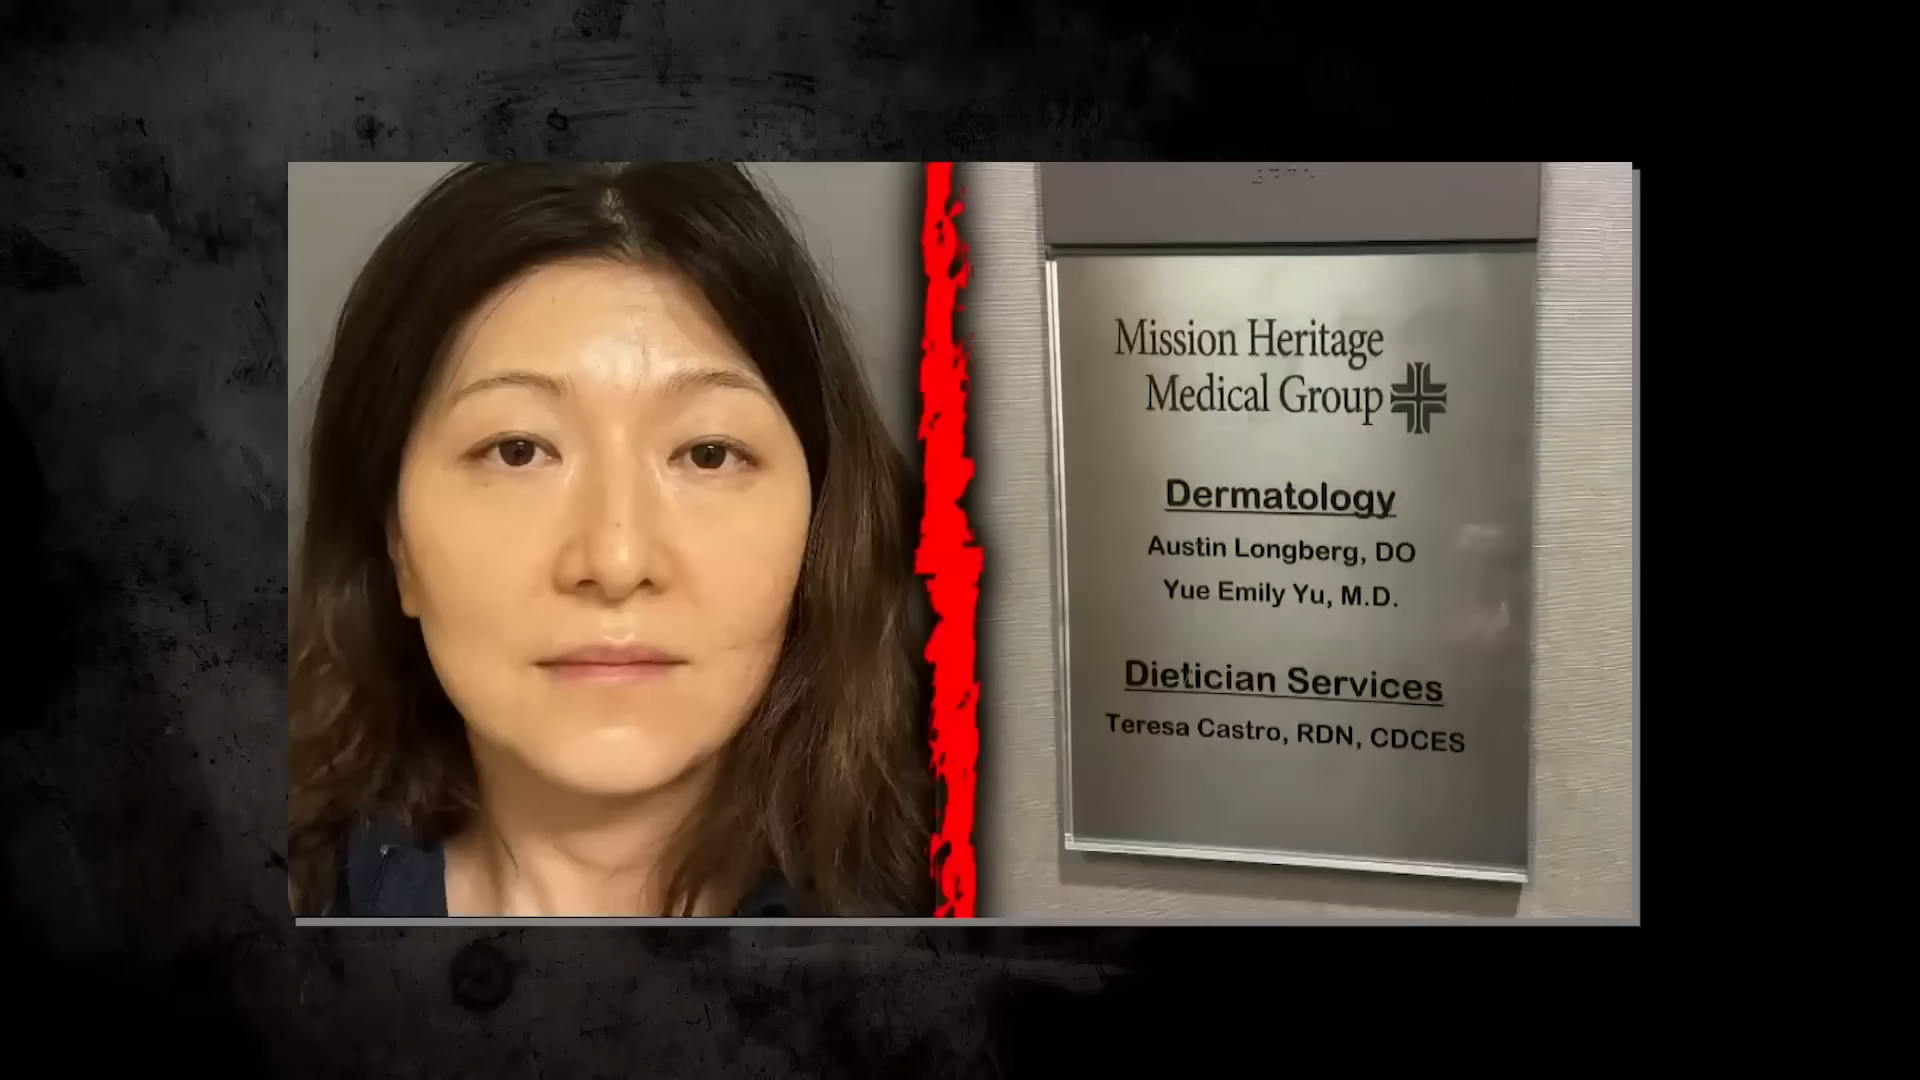 Mission Heritage
Medical Group
Dermatology
Austin Longberg, DO
Yue Emily Yu, M.D.
Dietician Services
Teresa Castro, RDN, CDCES